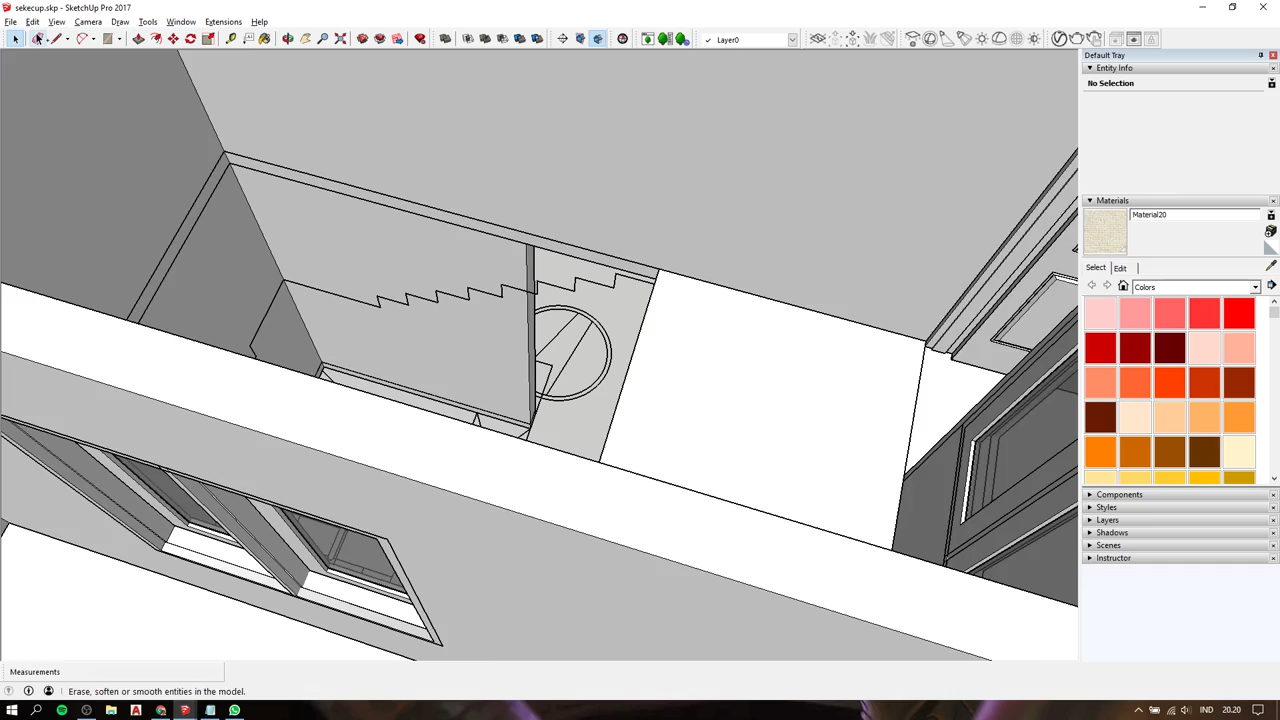 sekecup.skp - SketchUp Pro 2017
File Edit View Camera Draw Tools Window Extensions Help
Layer0
Default Tray
Entity Info
No Selection
Materials
Material20
Select Edit
Colors
Components
Styles
Layers
Shadows
Scenes
Instructor
Measurements
Erase, soften or smooth entities in the model.
IND 20.20